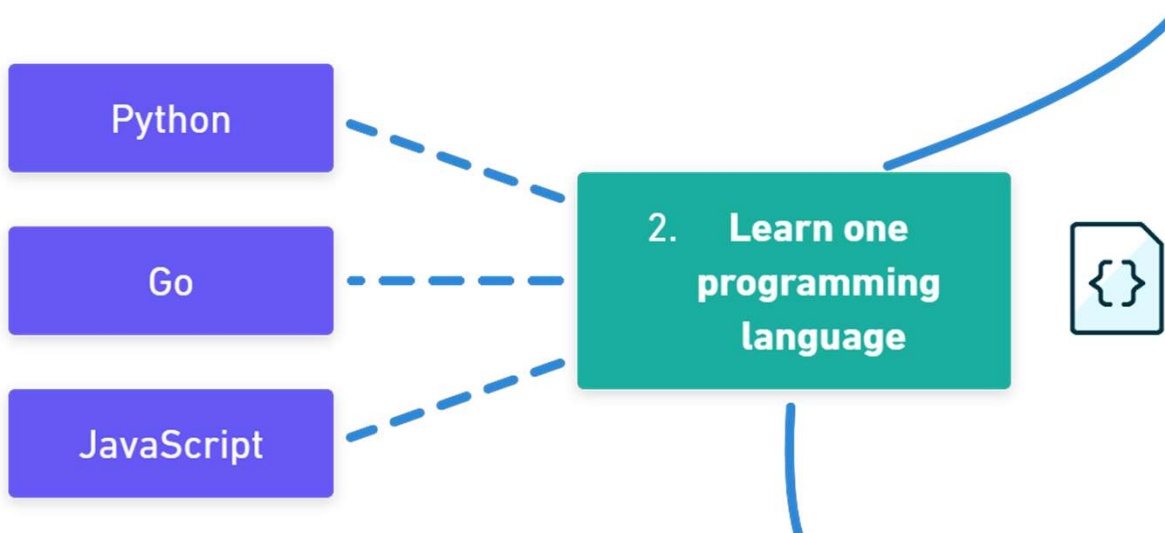 Python
Go
JavaScript
2. Learn one
programming
language
{}